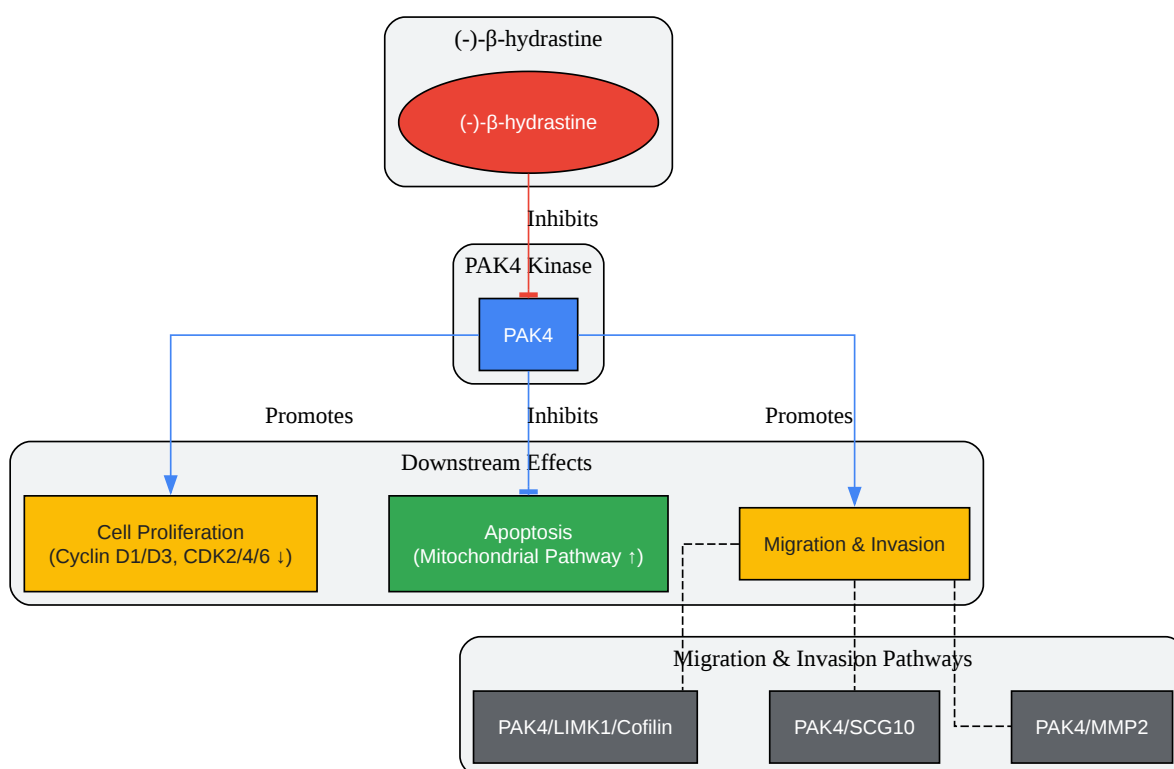 (-)-β-hydrastine
(-)-β-hydrastine
Inhibits
PAK4 Kinase
PAK4
Promotes
Inhibits
Promotes
Downstream Effects
Cell Proliferation
(Cyclin D1/D3, CDK2/4/6 ↓)
Apoptosis
(Mitochondrial Pathway ↑)
Migration & Invasion
Migration & Invasion Pathways
PAK4/LIMK1/Cofilin
PAK4/SCG10
PAK4/MMP2